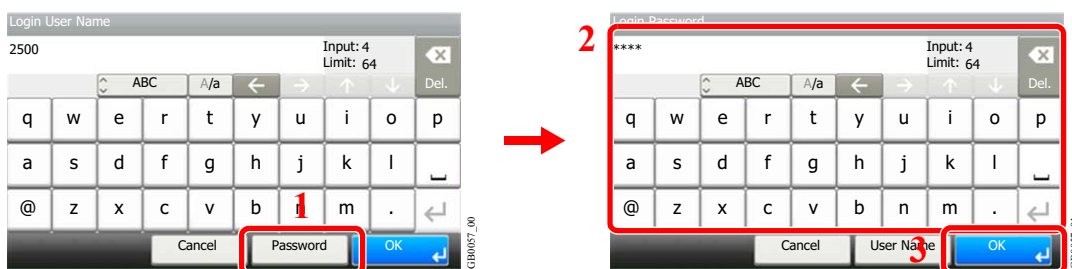 Login User Name
2500
Input: 4
Limit: 64
ABC
A/a
Del.
q w e r t y u i o p
a s d f g h j k l
@ z x c v b n m .
1
Cancel
Password
OK
GB0057_00
Login Password
2
****
Input: 4
Limit: 64
ABC
A/a
Del.
q w e r t y u i o p
a s d f g h j k l
@ z x c v b n m .
Cancel
User Name
3
OK